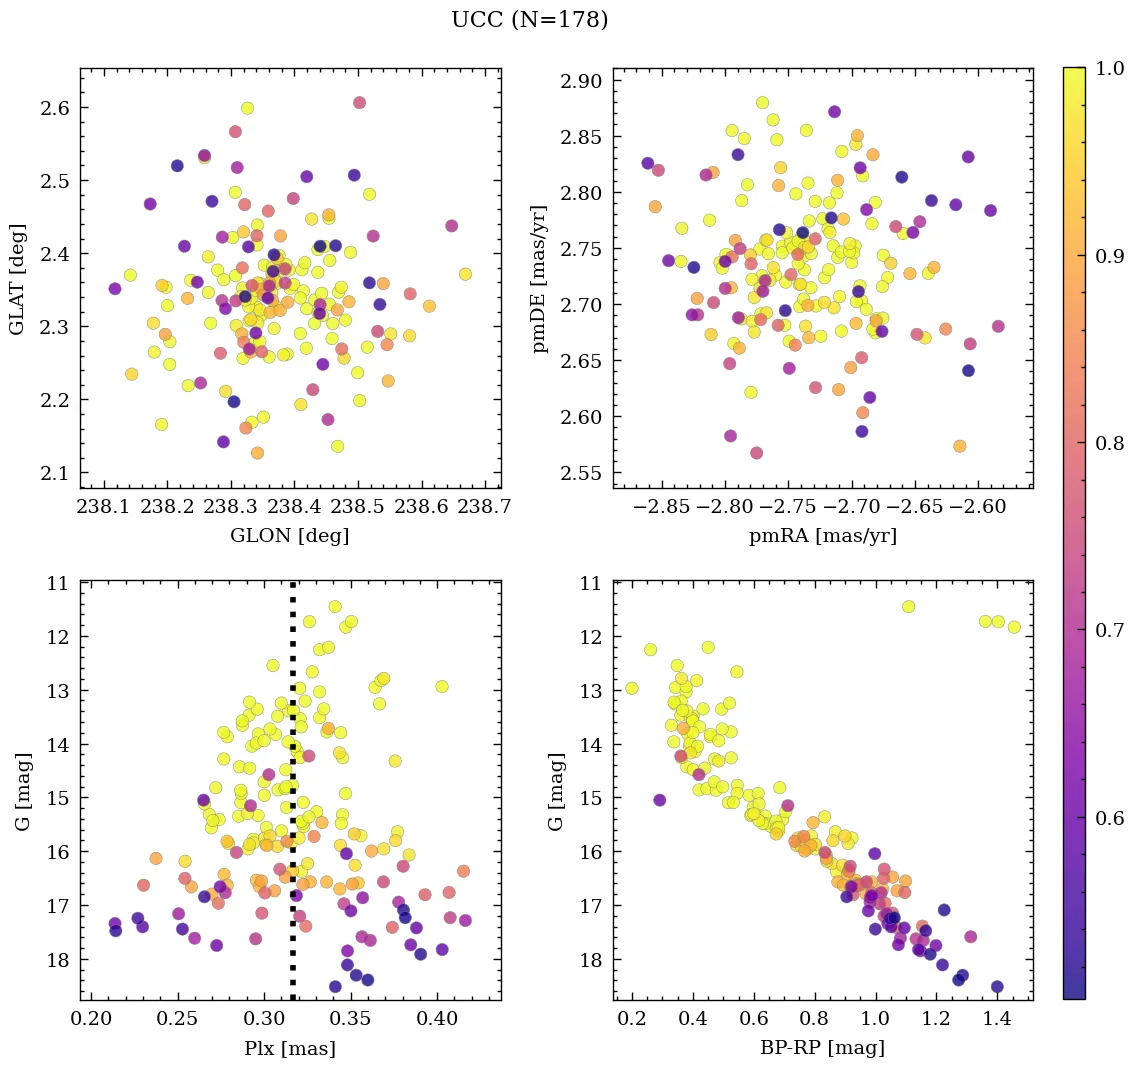 UCC (N=178)
2.6
2.5
2.4
2.3
2.2
2.1
GLAT [deg]
238.1 238.2 238.3 238.4 238.5 238.6 238.7
GLON [deg]
2.90
2.85
2.80
2.75
2.70
2.65
2.60
2.55
pmDE [mas/yr]
−2.85 −2.80 −2.75 −2.70 −2.65 −2.60
pmRA [mas/yr]
1.0
0.9
0.8
0.7
0.6
11
12
13
14
15
16
17
18
G [mag]
0.20 0.25 0.30 0.35 0.40
Plx [mas]
11
12
13
14
15
16
17
18
G [mag]
0.2 0.4 0.6 0.8 1.0 1.2 1.4
BP-RP [mag]